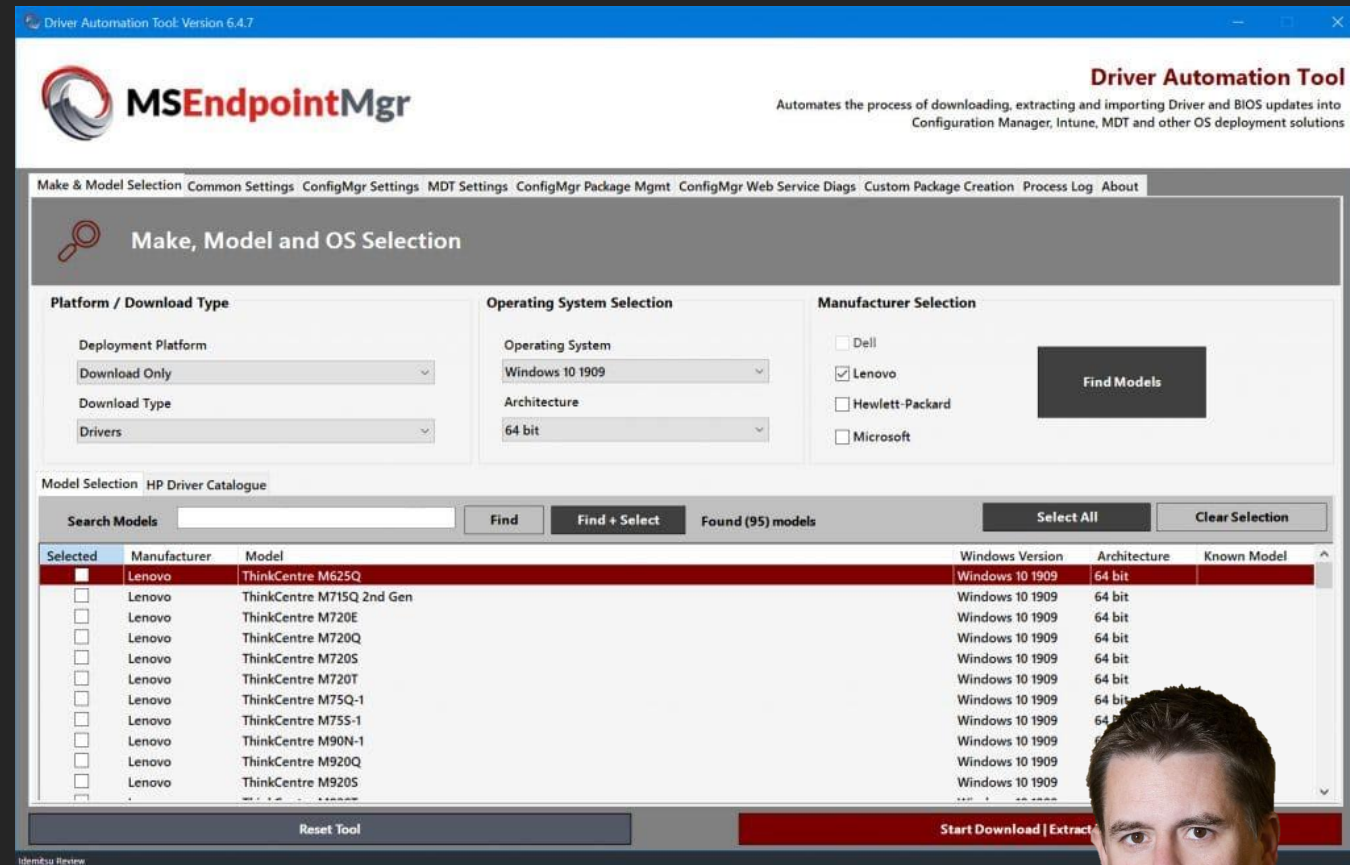 Driver Automation Tool: Version 6.4.7
MSEndpointMgr
Driver Automation Tool
Automates the process of downloading, extracting and importing Driver and BIOS updates into
Configuration Manager, Intune, MDT and other OS deployment solutions
Make & Model Selection Common Settings ConfigMgr Settings MDT Settings ConfigMgr Package Mgmt ConfigMgr Web Service Diags Custom Package Creation Process Log About
Make, Model and OS Selection
Platform / Download Type
Deployment Platform
Download Only
Download Type
Drivers
Operating System Selection
Operating System
Windows 10 1909
Architecture
64 bit
Manufacturer Selection
Dell
Lenovo
Hewlett-Packard
Microsoft
Find Models
Model Selection HP Driver Catalogue
Search Models Find Find + Select Found (95) models Select All Clear Selection
Selected Manufacturer Model Windows Version Architecture Known Model
Lenovo ThinkCentre M625Q Windows 10 1909 64 bit
Lenovo ThinkCentre M715Q 2nd Gen Windows 10 1909 64 bit
Lenovo ThinkCentre M720E Windows 10 1909 64 bit
Lenovo ThinkCentre M720Q Windows 10 1909 64 bit
Lenovo ThinkCentre M720S Windows 10 1909 64 bit
Lenovo ThinkCentre M720T Windows 10 1909 64 bit
Lenovo ThinkCentre M75Q-1 Windows 10 1909 64 bit
Lenovo ThinkCentre M75S-1 Windows 10 1909 64
Lenovo ThinkCentre M90N-1 Windows 10 1909
Lenovo ThinkCentre M920Q Windows 10 1909
Lenovo ThinkCentre M920S Windows 10 1909
Reset Tool
Start Download | Extract
Idemitsu Review